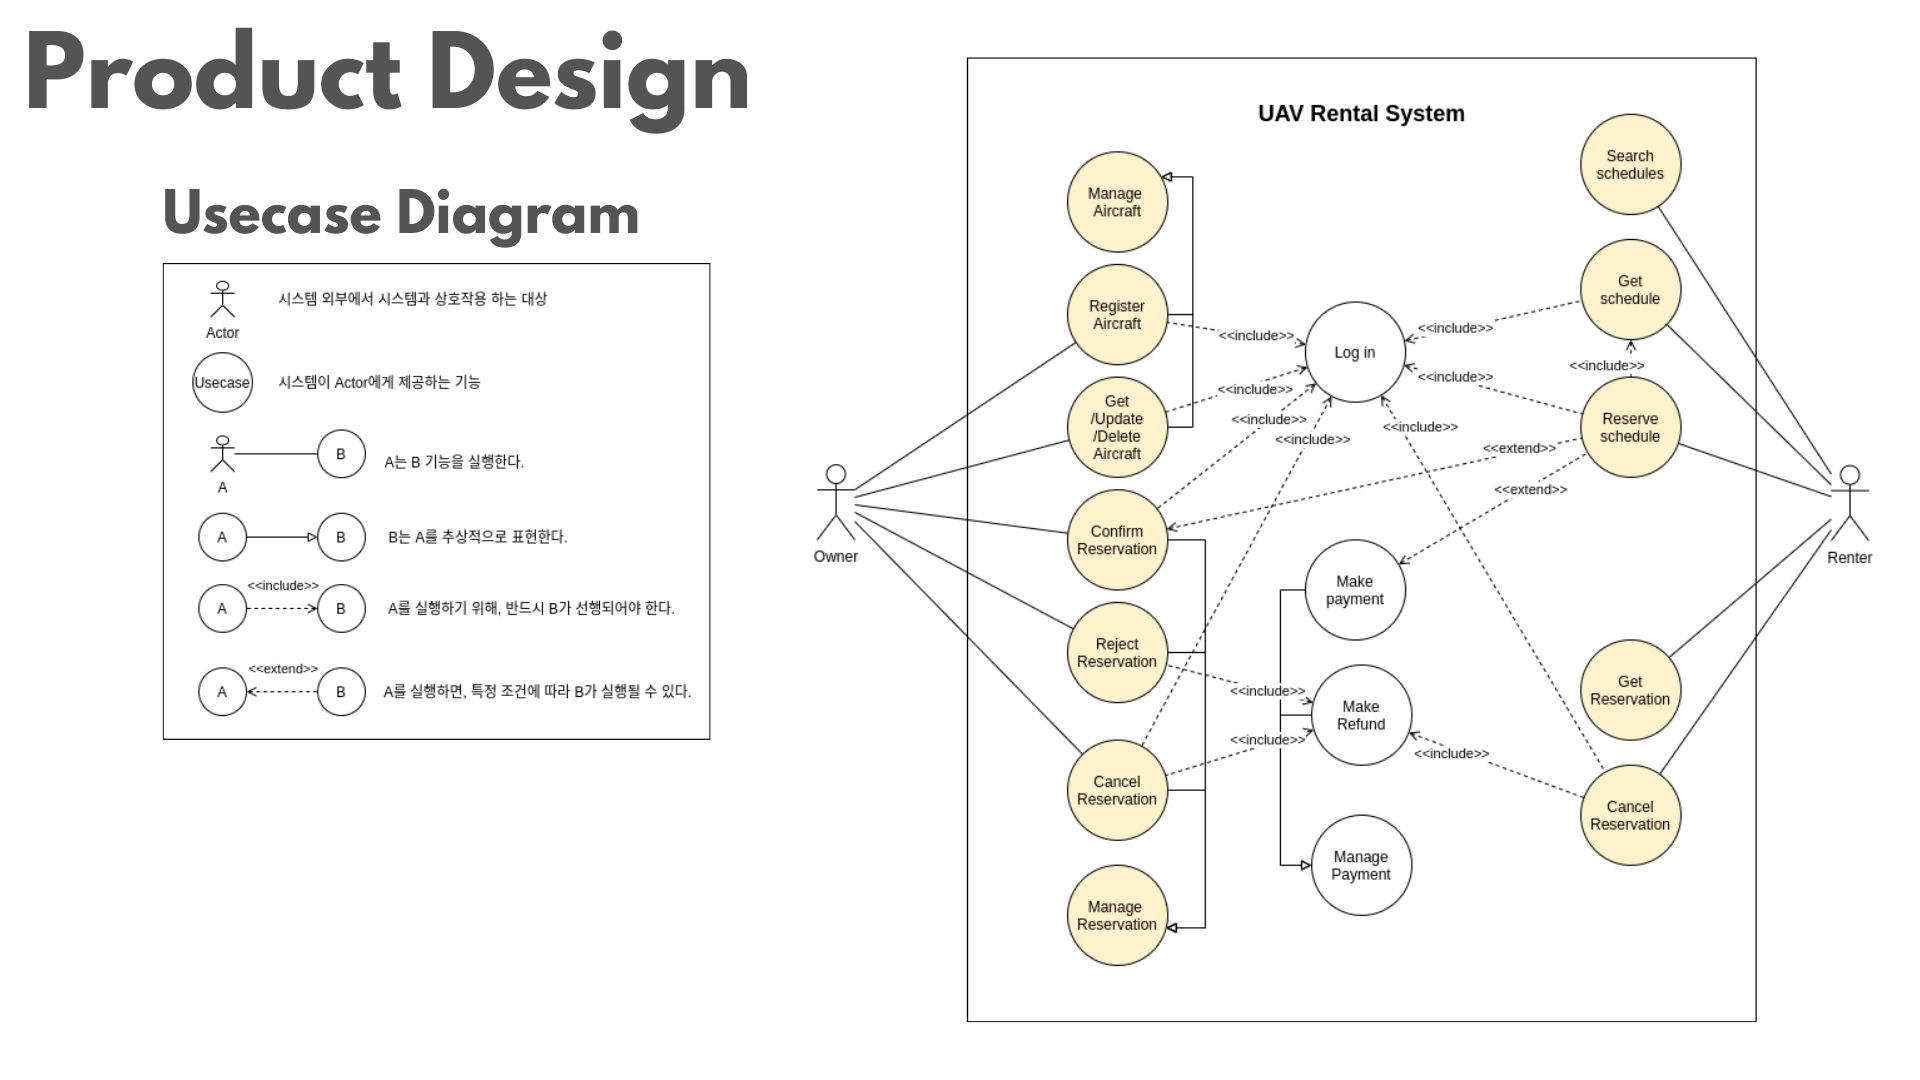 Product Design
Usecase Diagram
Actor
시스템 외부에서 시스템과 상호작용 하는 대상
Usecase
시스템이 Actor에게 제공하는 기능
A
B
A는 B 기능을 실행한다.
A
B
B는 A를 추상적으로 표현한다.
<<include>>
A
B
A를 실행하기 위해, 반드시 B가 선행되어야 한다.
<<extend>>
A
B
A를 실행하면, 특정 조건에 따라 B가 실행될 수 있다.
UAV Rental System
Owner
Manage
Aircraft
Register
Aircraft
Get
/Update
/Delete
Aircraft
Confirm
Reservation
Reject
Reservation
Cancel
Reservation
Manage
Reservation
<<include>>
<<include>>
<<include>>
<<include>>
<<include>>
<<include>>
Log in
Make
payment
Make
Refund
Manage
Payment
<<include>>
<<include>>
<<include>>
<<include>>
<<extend>>
<<extend>>
<<include>>
Search
schedules
Get
schedule
Reserve
schedule
Get
Reservation
Cancel
Reservation
Renter